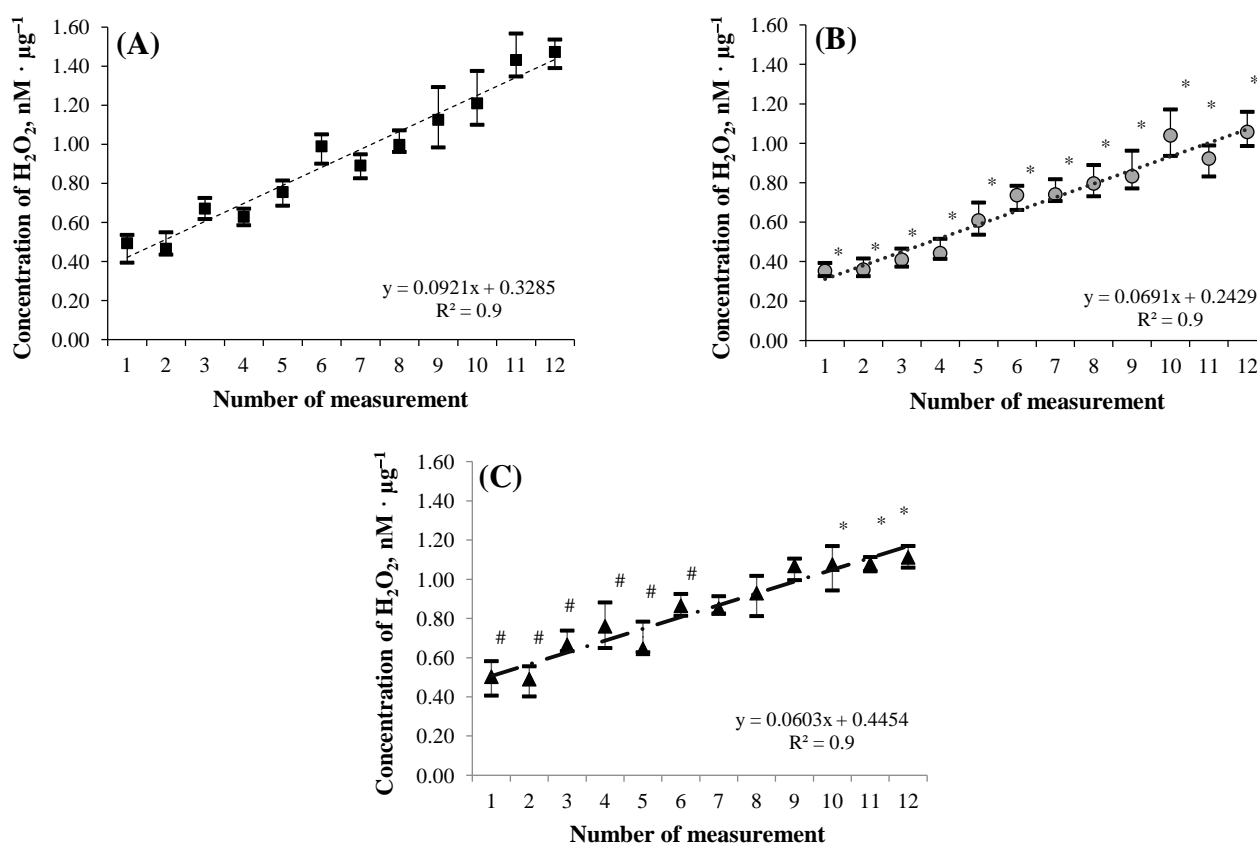 (A)
Concentration of H₂O₂, nM · µg⁻¹
1.60
1.40
1.20
1.00
0.80
0.60
0.40
0.20
0.00
y = 0.0921x + 0.3285
R² = 0.9
1 2 3 4 5 6 7 8 9 10 11 12
Number of measurement
(B)
Concentration of H₂O₂, nM · µg⁻¹
1.60
1.40
1.20
1.00
0.80
0.60
0.40
0.20
0.00
* * * * * * * * * * * *
y = 0.0691x + 0.2429
R² = 0.9
1 2 3 4 5 6 7 8 9 10 11 12
Number of measurement
(C)
Concentration of H₂O₂, nM · µg⁻¹
1.60
1.40
1.20
1.00
0.80
0.60
0.40
0.20
0.00
# # # # # # * * *
y = 0.0603x + 0.4454
R² = 0.9
1 2 3 4 5 6 7 8 9 10 11 12
Number of measurement